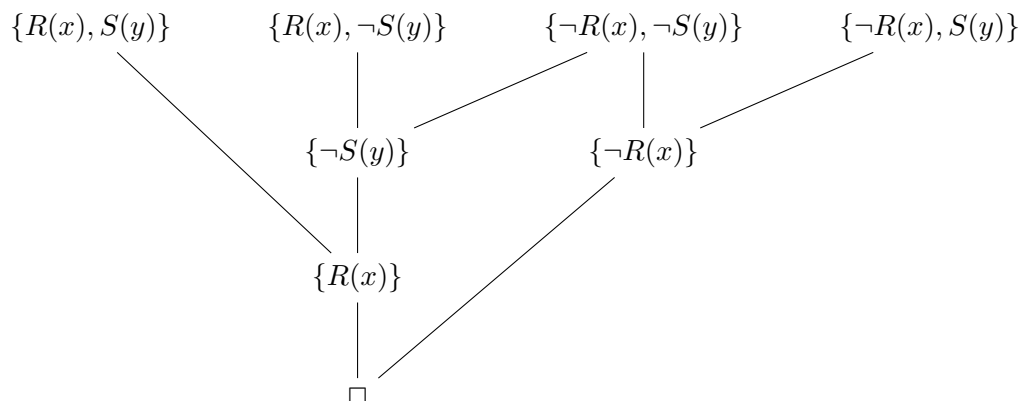 {R(x), S(y)} {R(x), ¬S(y)} {¬R(x), ¬S(y)} {¬R(x), S(y)}
{¬S(y)} {¬R(x)}
{R(x)}
□